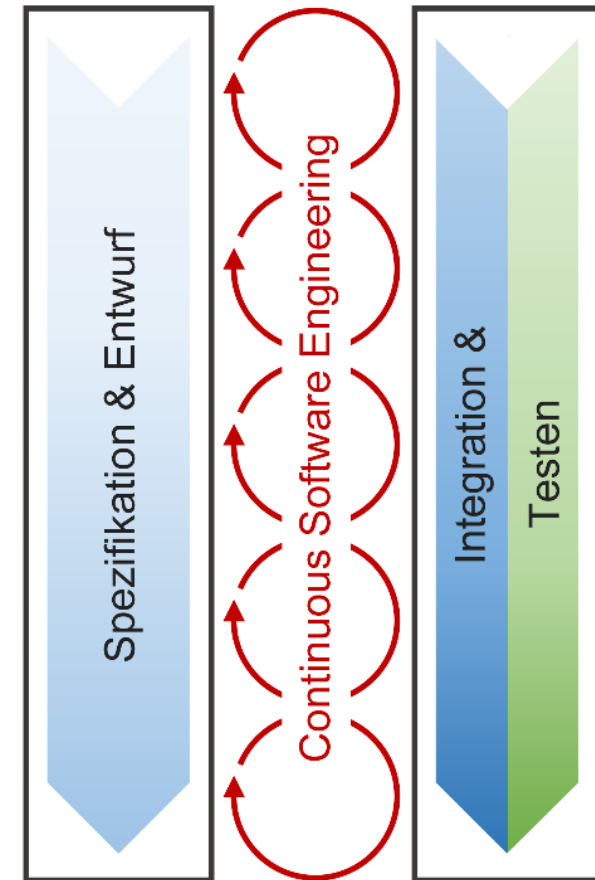 Spezifikation & Entwurf
Continuous Software Engineering
Integration &
Testen